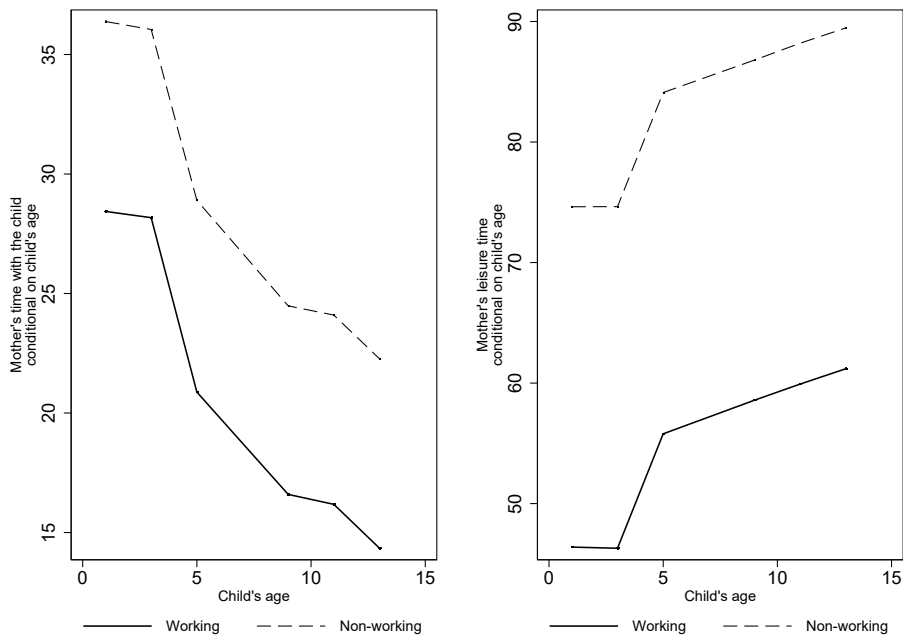 Mother's time with the child
conditional on child's age
35
30
25
20
15
0 5 10 15
Child's age
Working Non-working
Mother's leisure time
conditional on child's age
90
80
70
60
50
0 5 10 15
Child's age
Working Non-working